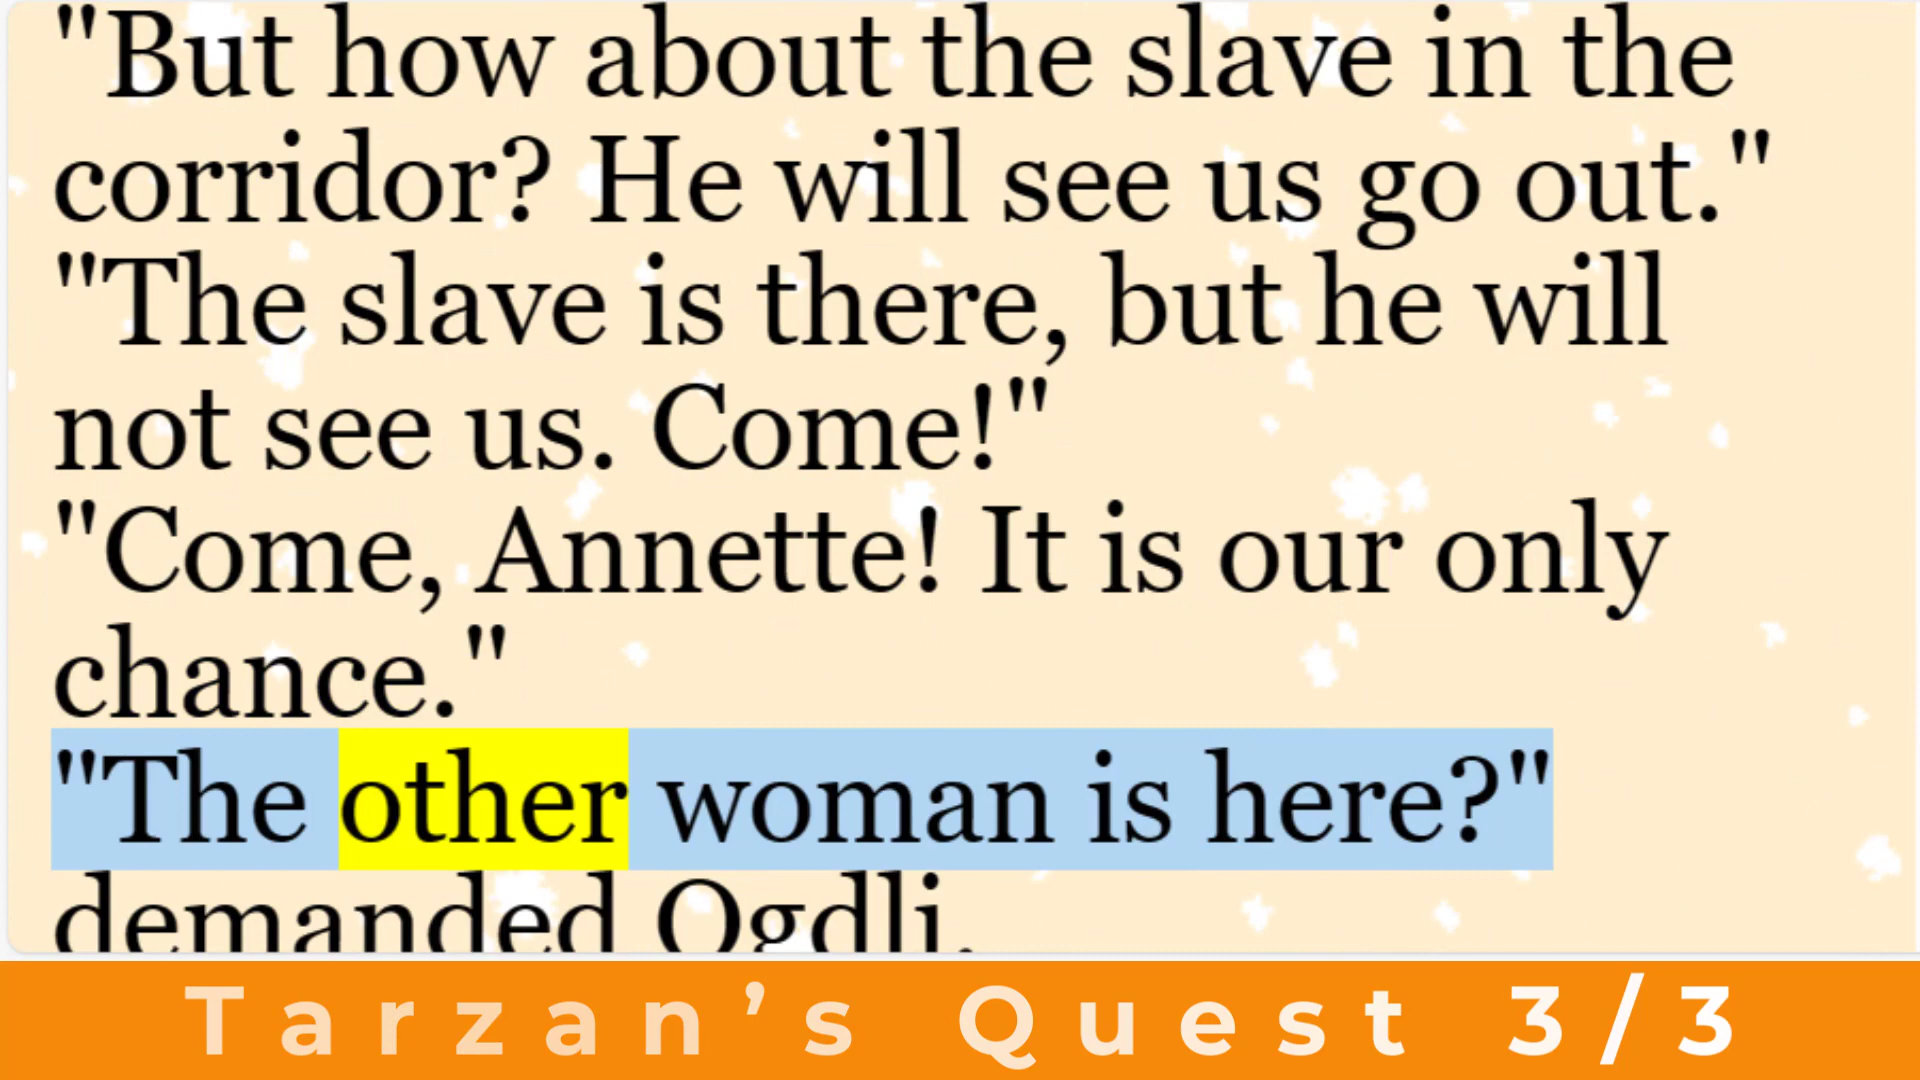 "But how about the slave in the
corridor? He will see us go out."
"The slave is there, but he will
not see us. Come!"
"Come, Annette! It is our only
chance."
"The other woman is here?"
demanded Ogdli.
Tarzan’s Quest 3/3